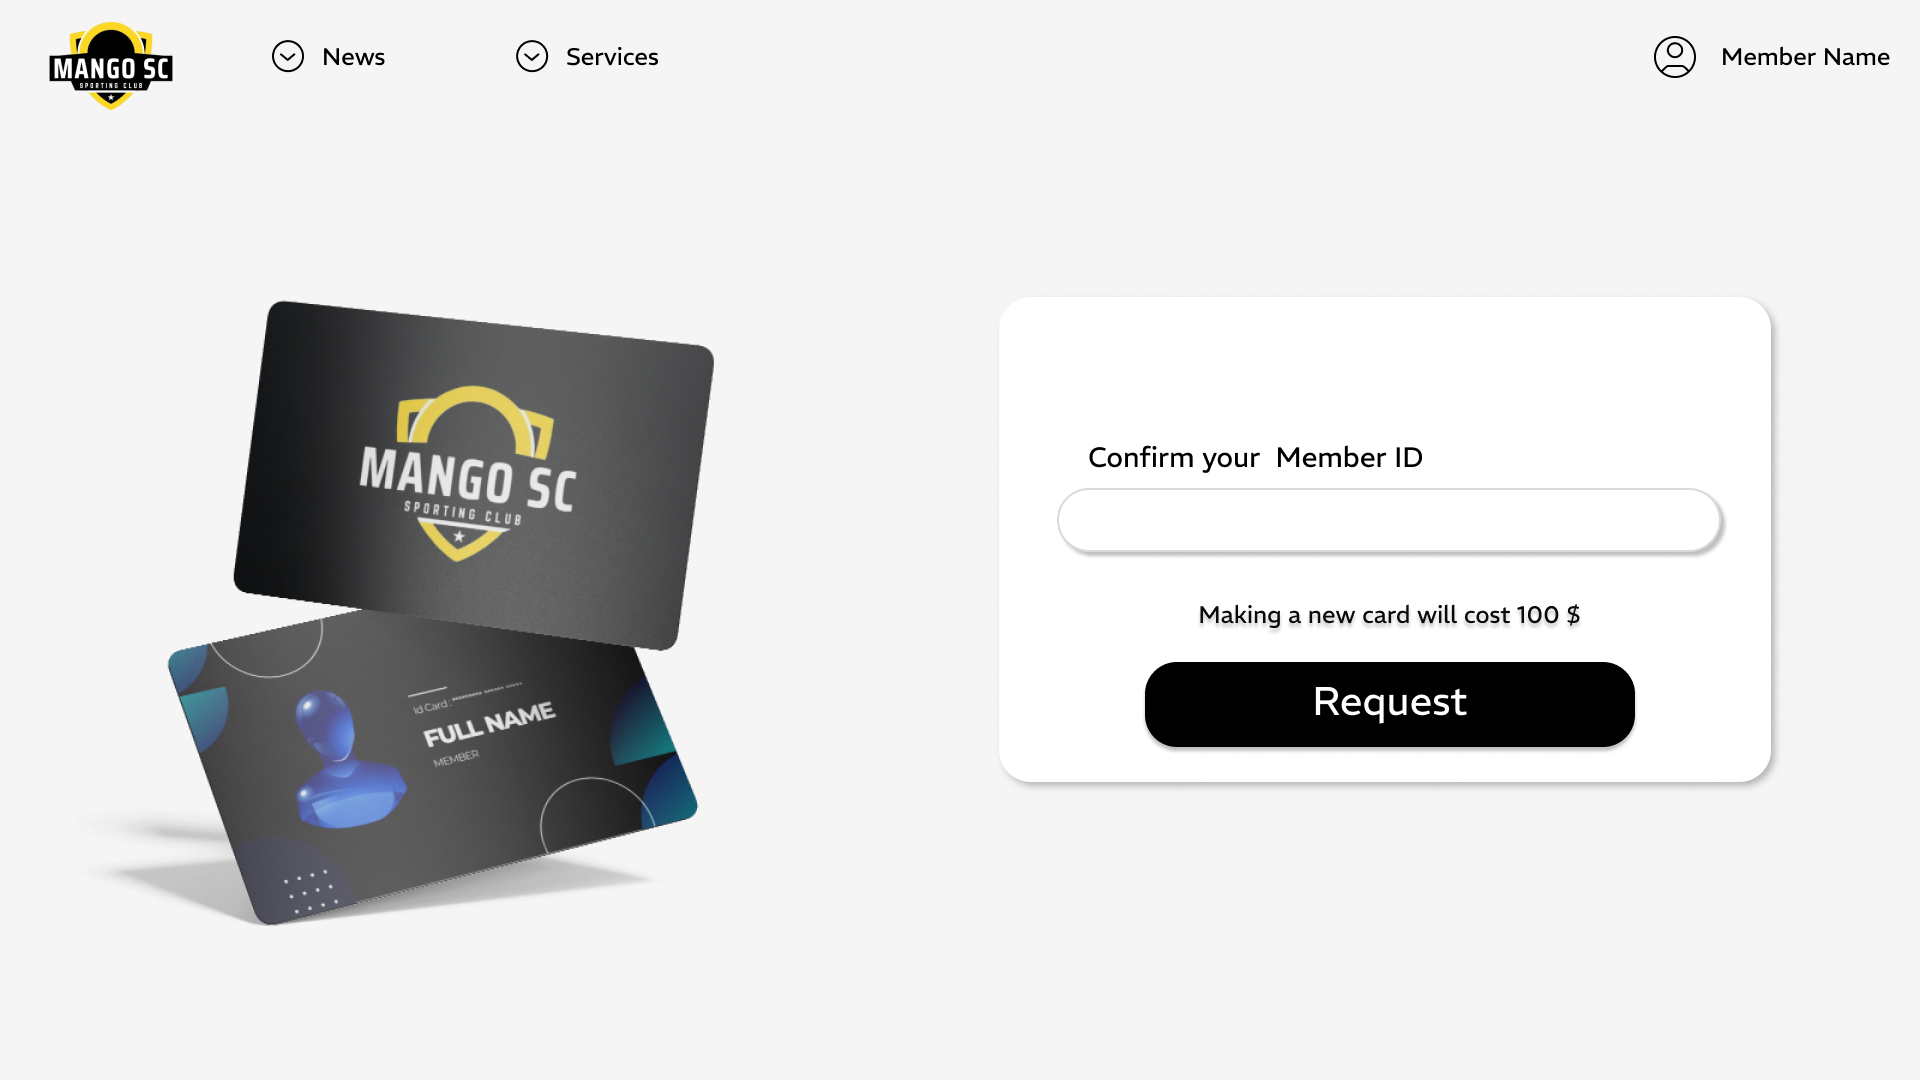 MANGO SC
SPORTING CLUB
News
Services
Member Name
MANGO SC
SPORTING CLUB
Id Card :
FULL NAME
MEMBER
Confirm your  Member ID
Making a new card will cost 100 $
Request